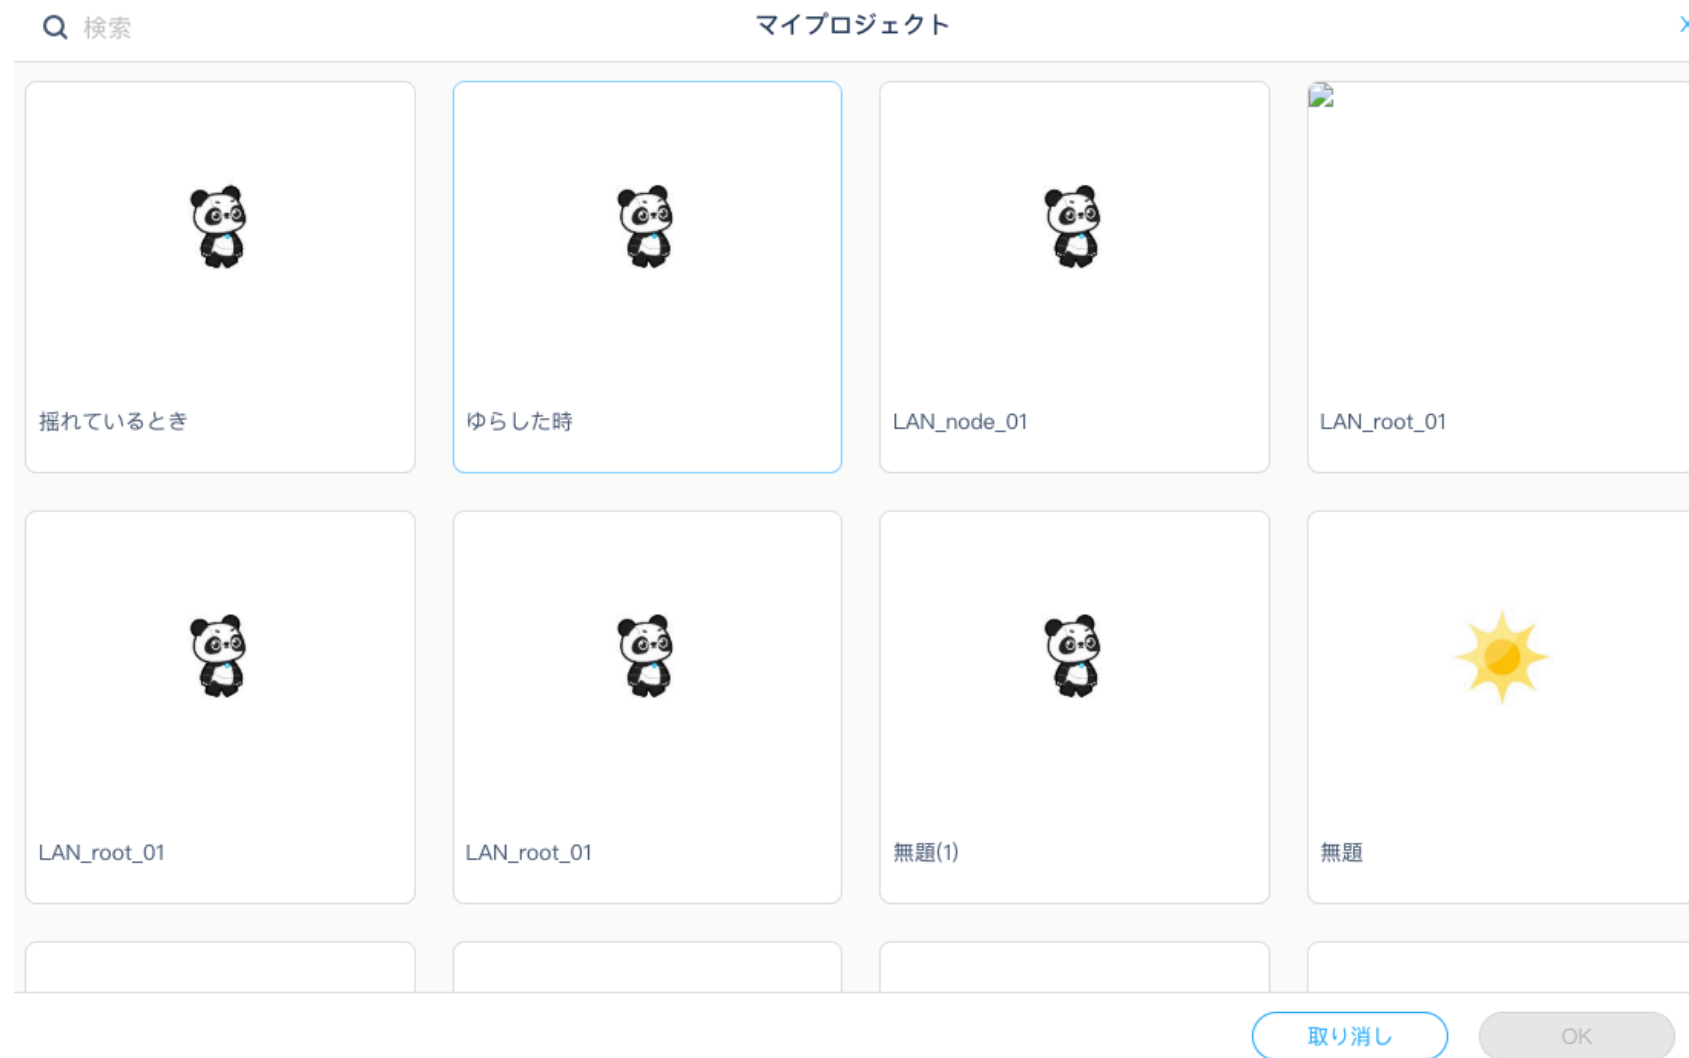 検索
マイプロジェクト
揺れているとき
ゆらした時
LAN_node_01
LAN_root_01
LAN_root_01
LAN_root_01
無題(1)
無題
取り消し
OK